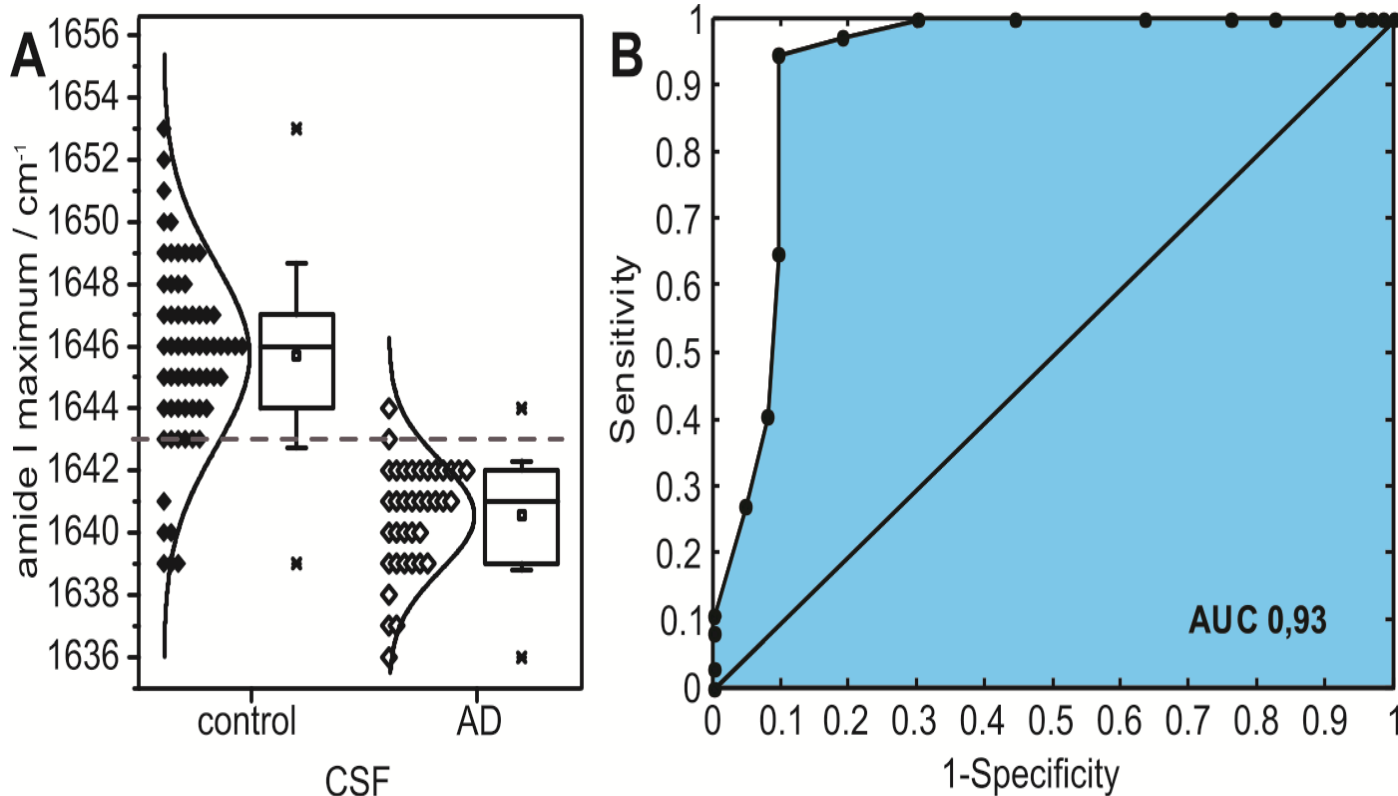 A
amide I maximum / cm⁻¹
1656
1654
1652
1650
1648
1646
1644
1642
1640
1638
1636
control
AD
CSF
B
Sensitivity
1
0.9
0.8
0.7
0.6
0.5
0.4
0.3
0.2
0.1
0
AUC 0,93
0 0.1 0.2 0.3 0.4 0.5 0.6 0.7 0.8 0.9 1
1-Specificity